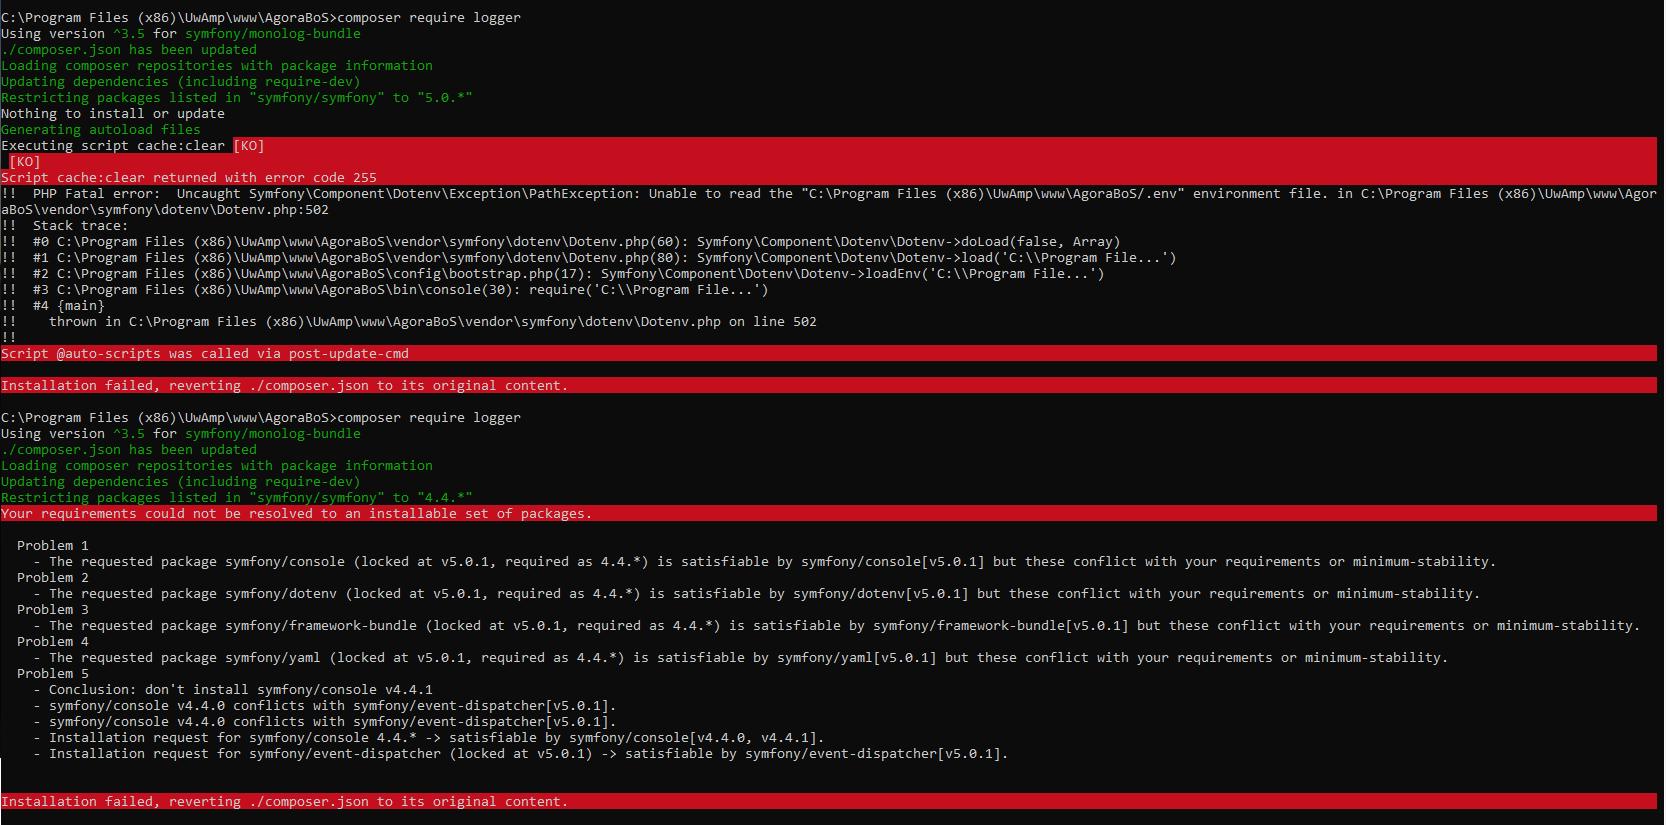 C:\Program Files (x86)\UwAmp\www\AgoraBoS>composer require logger
Using version ^3.5 for symfony/monolog-bundle
./composer.json has been updated
Loading composer repositories with package information
Updating dependencies (including require-dev)
Restricting packages listed in "symfony/symfony" to "5.0.*"
Nothing to install or update
Generating autoload files
Executing script cache:clear [KO]
 [KO]
Script cache:clear returned with error code 255
!!  PHP Fatal error:  Uncaught Symfony\Component\Dotenv\Exception\PathException: Unable to read the "C:\Program Files (x86)\UwAmp\www\AgoraBoS/.env" environment file. in C:\Program Files (x86)\UwAmp\www\Agor
aBoS\vendor\symfony\dotenv\Dotenv.php:502
!!  Stack trace:
!!  #0 C:\Program Files (x86)\UwAmp\www\AgoraBoS\vendor\symfony\dotenv\Dotenv.php(60): Symfony\Component\Dotenv\Dotenv->doLoad(false, Array)
!!  #1 C:\Program Files (x86)\UwAmp\www\AgoraBoS\vendor\symfony\dotenv\Dotenv.php(80): Symfony\Component\Dotenv\Dotenv->load('C:\\Program File...')
!!  #2 C:\Program Files (x86)\UwAmp\www\AgoraBoS\config\bootstrap.php(17): Symfony\Component\Dotenv\Dotenv->loadEnv('C:\\Program File...')
!!  #3 C:\Program Files (x86)\UwAmp\www\AgoraBoS\bin\console(30): require('C:\\Program File...')
!!  #4 {main}
!!    thrown in C:\Program Files (x86)\UwAmp\www\AgoraBoS\vendor\symfony\dotenv\Dotenv.php on line 502
!!
Script @auto-scripts was called via post-update-cmd
Installation failed, reverting ./composer.json to its original content.
C:\Program Files (x86)\UwAmp\www\AgoraBoS>composer require logger
Using version ^3.5 for symfony/monolog-bundle
./composer.json has been updated
Loading composer repositories with package information
Updating dependencies (including require-dev)
Restricting packages listed in "symfony/symfony" to "4.4.*"
Your requirements could not be resolved to an installable set of packages.
  Problem 1
    - The requested package symfony/console (locked at v5.0.1, required as 4.4.*) is satisfiable by symfony/console[v5.0.1] but these conflict with your requirements or minimum-stability.
  Problem 2
    - The requested package symfony/dotenv (locked at v5.0.1, required as 4.4.*) is satisfiable by symfony/dotenv[v5.0.1] but these conflict with your requirements or minimum-stability.
  Problem 3
    - The requested package symfony/framework-bundle (locked at v5.0.1, required as 4.4.*) is satisfiable by symfony/framework-bundle[v5.0.1] but these conflict with your requirements or minimum-stability.
  Problem 4
    - The requested package symfony/yaml (locked at v5.0.1, required as 4.4.*) is satisfiable by symfony/yaml[v5.0.1] but these conflict with your requirements or minimum-stability.
  Problem 5
    - Conclusion: don't install symfony/console v4.4.1
    - symfony/console v4.4.0 conflicts with symfony/event-dispatcher[v5.0.1].
    - symfony/console v4.4.0 conflicts with symfony/event-dispatcher[v5.0.1].
    - Installation request for symfony/console 4.4.* -> satisfiable by symfony/console[v4.4.0, v4.4.1].
    - Installation request for symfony/event-dispatcher (locked at v5.0.1) -> satisfiable by symfony/event-dispatcher[v5.0.1].
Installation failed, reverting ./composer.json to its original content.